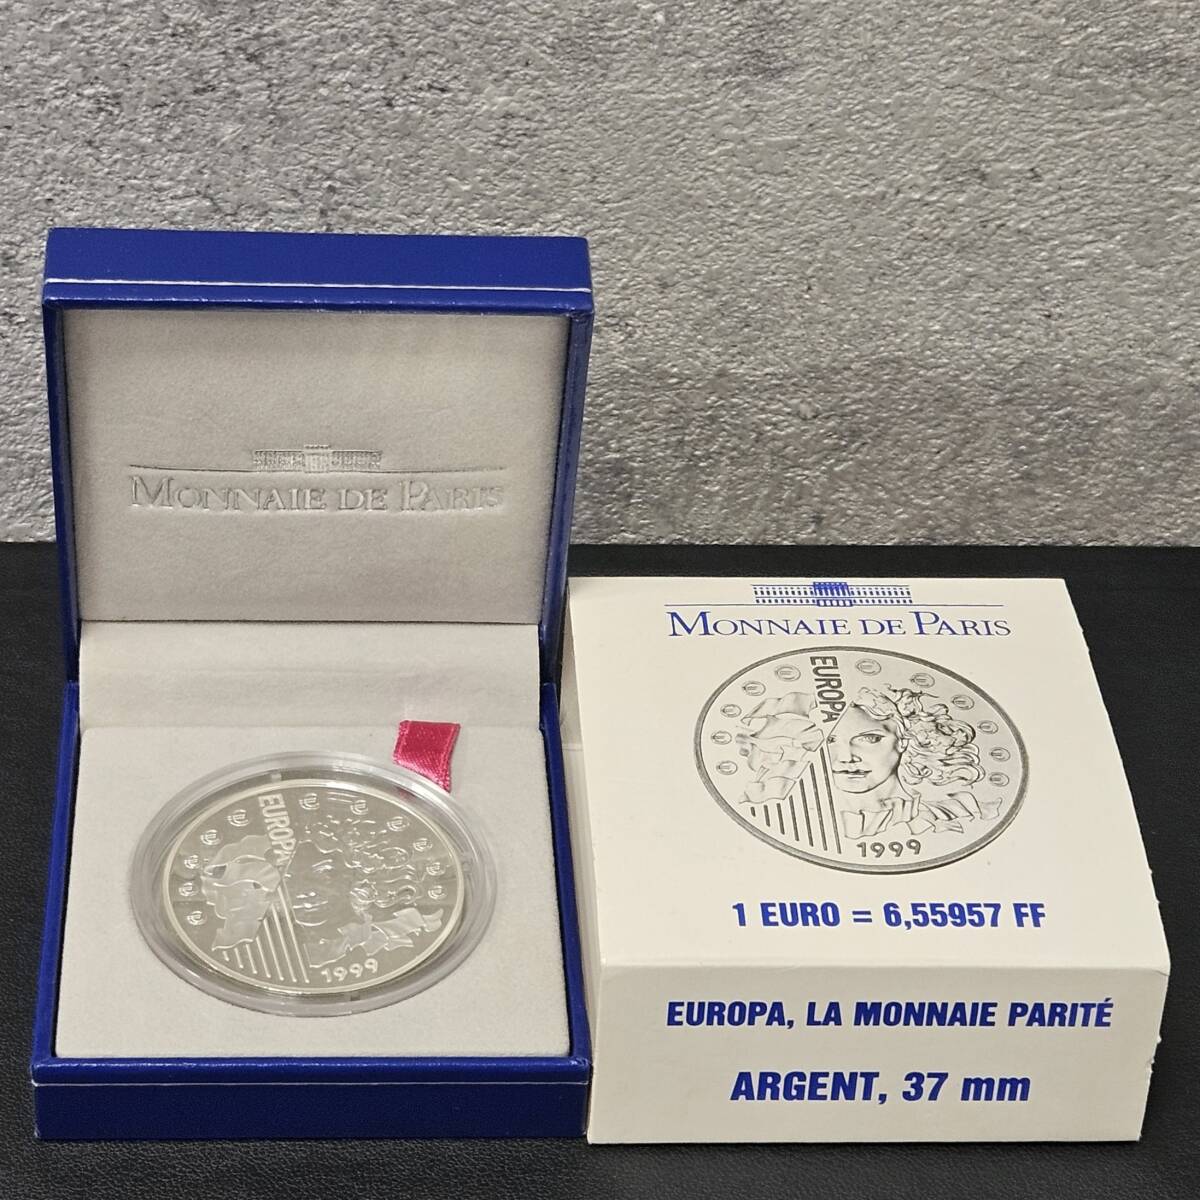 MONNAIE DE PARIS
EUROPA
1999
MONNAIE DE PARIS
EUROPA
1999
1 EURO = 6,55957 FF
EUROPA, LA MONNAIE PARITÉ
ARGENT, 37 mm